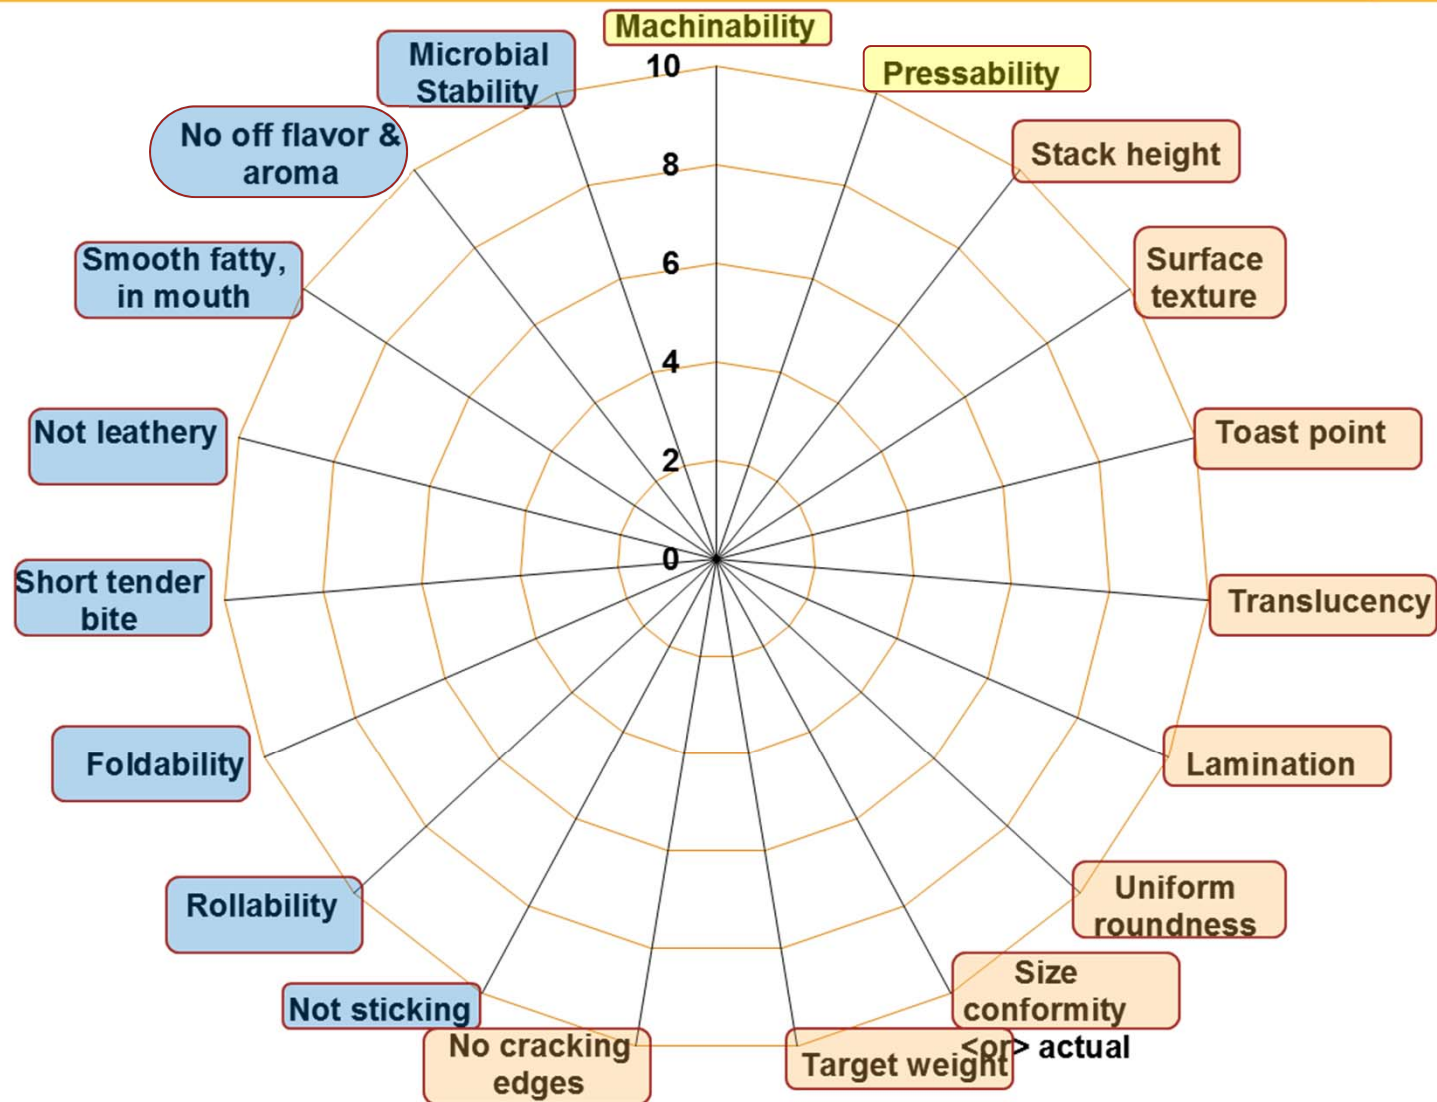 Machinability
Pressability
Stack height
Surface
texture
Toast point
Translucency
Lamination
Uniform
roundness
Size
conformity
<or> actual
Target weight
No cracking
edges
Not sticking
Rollability
Foldability
Short tender
bite
Not leathery
Smooth fatty,
in mouth
No off flavor &
aroma
Microbial
Stability
10
8
6
4
2
0